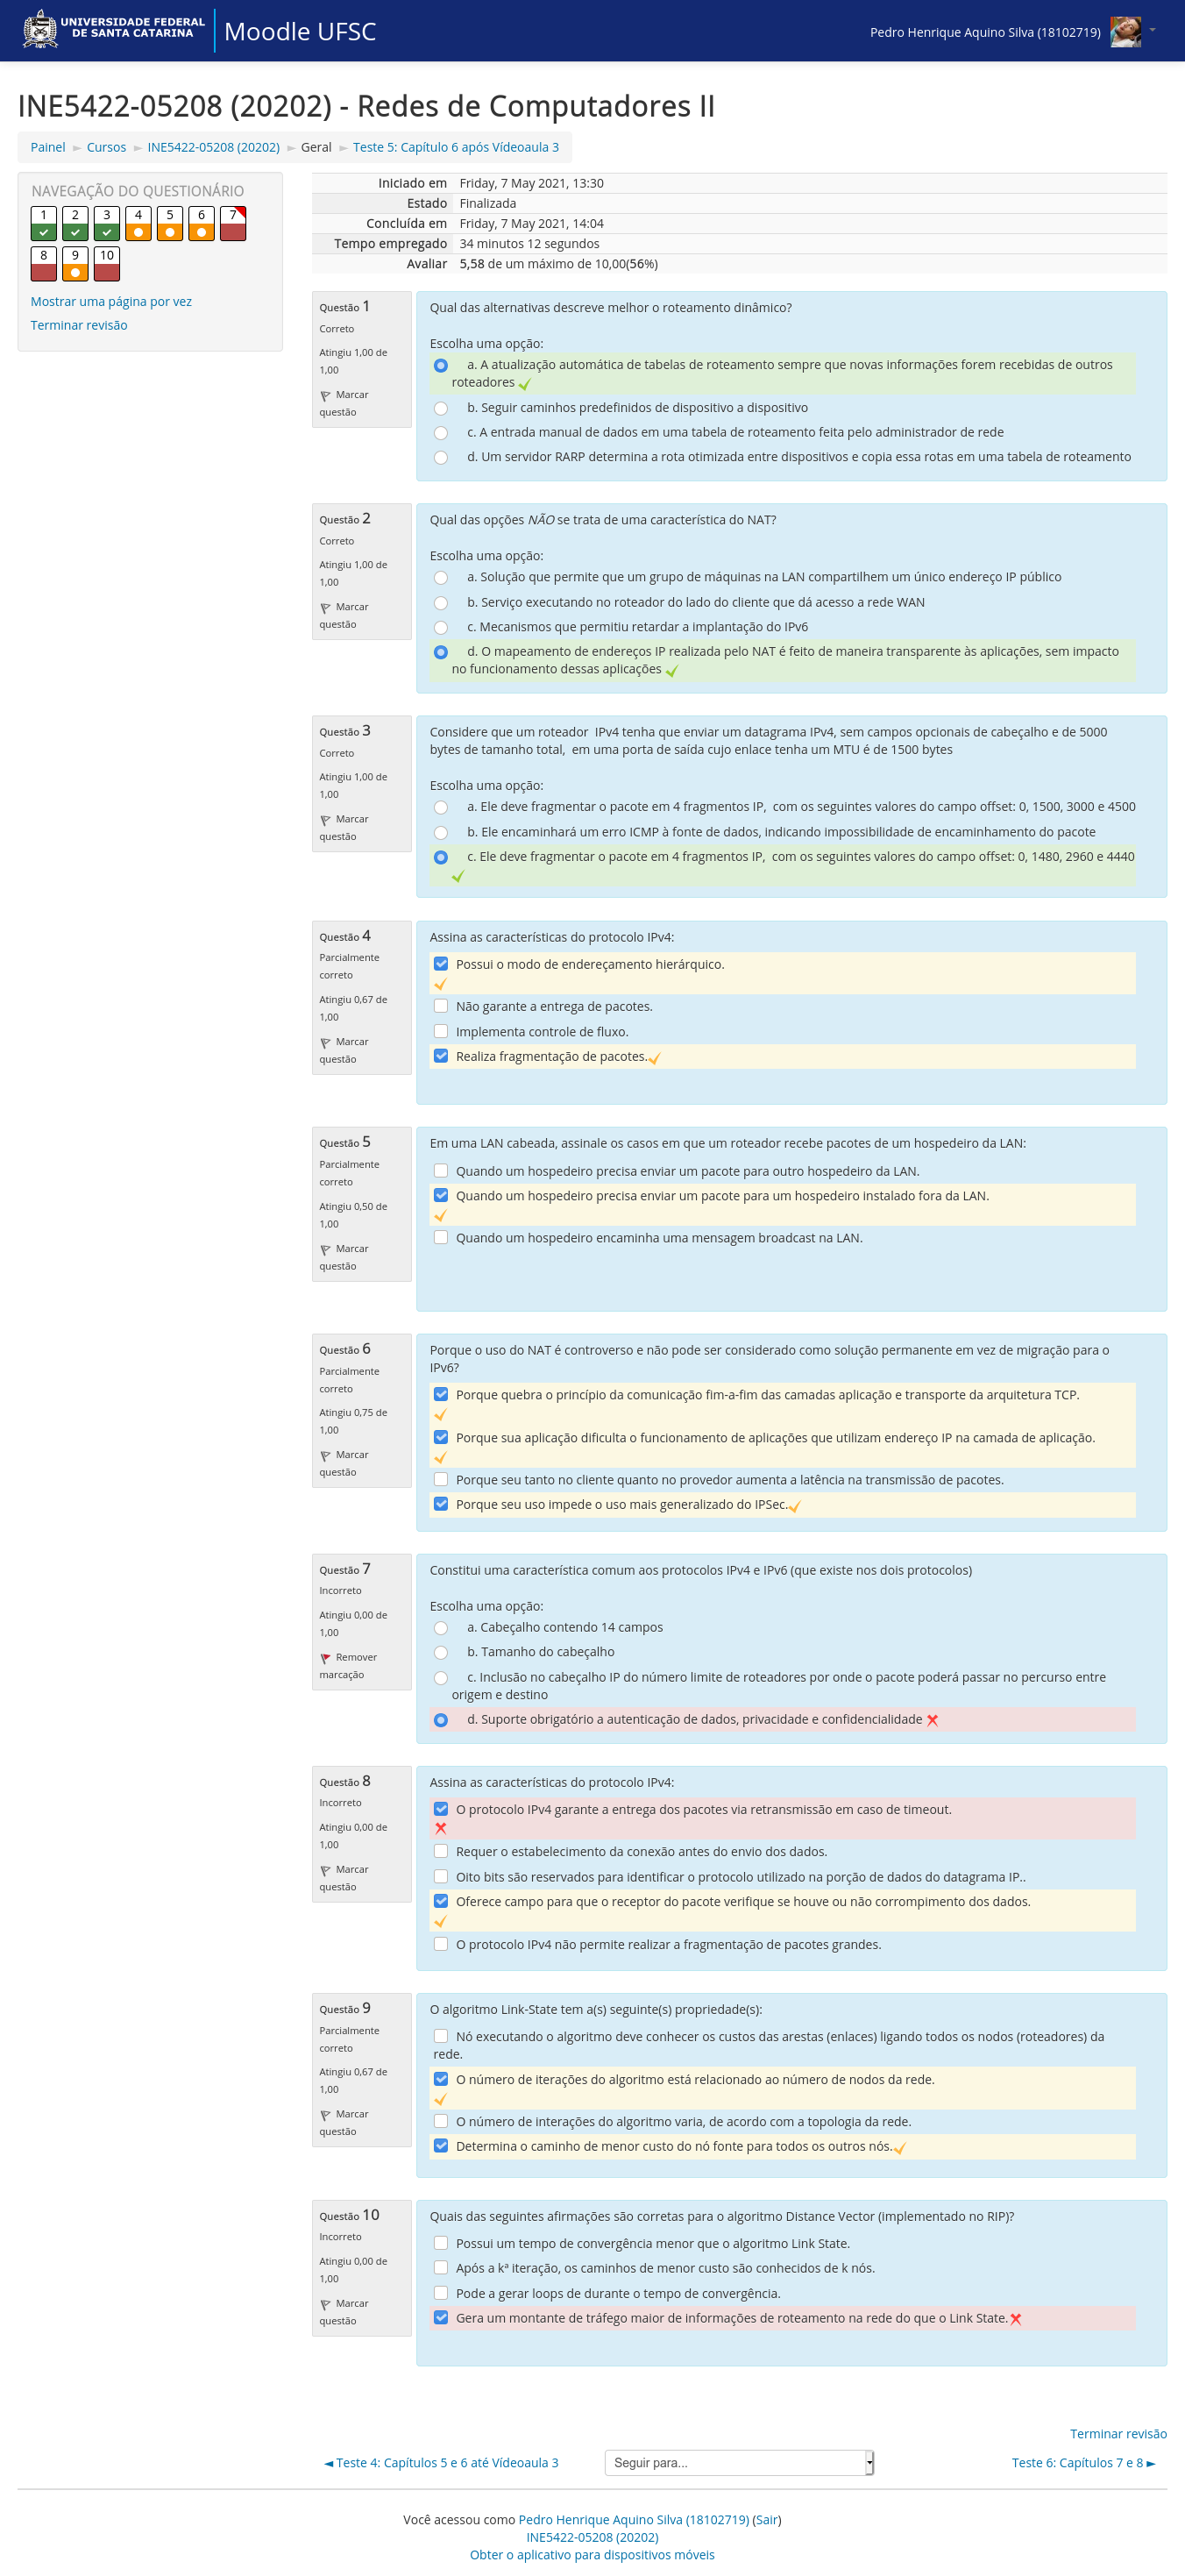 UNIVERSIDADE FEDERAL
DE SANTA CATARINA
Moodle UFSC
Pedro Henrique Aquino Silva (18102719)
INE5422-05208 (20202) - Redes de Computadores II
Painel ► Cursos ► INE5422-05208 (20202) ► Geral ► Teste 5: Capítulo 6 após Vídeoaula 3
NAVEGAÇÃO DO QUESTIONÁRIO
1 2 3 4 5 6 7
8 9 10
Mostrar uma página por vez
Terminar revisão
Iniciado em Friday, 7 May 2021, 13:30
Estado Finalizada
Concluída em Friday, 7 May 2021, 14:04
Tempo empregado 34 minutos 12 segundos
Avaliar 5,58 de um máximo de 10,00(56%)
Questão 1
Correto
Atingiu 1,00 de
1,00
Marcar
questão
Qual das alternativas descreve melhor o roteamento dinâmico?
Escolha uma opção:
a. A atualização automática de tabelas de roteamento sempre que novas informações forem recebidas de outros
roteadores
b. Seguir caminhos predefinidos de dispositivo a dispositivo
c. A entrada manual de dados em uma tabela de roteamento feita pelo administrador de rede
d. Um servidor RARP determina a rota otimizada entre dispositivos e copia essa rotas em uma tabela de roteamento
Questão 2
Correto
Atingiu 1,00 de
1,00
Marcar
questão
Qual das opções NÃO se trata de uma característica do NAT?
Escolha uma opção:
a. Solução que permite que um grupo de máquinas na LAN compartilhem um único endereço IP público
b. Serviço executando no roteador do lado do cliente que dá acesso a rede WAN
c. Mecanismos que permitiu retardar a implantação do IPv6
d. O mapeamento de endereços IP realizada pelo NAT é feito de maneira transparente às aplicações, sem impacto
no funcionamento dessas aplicações
Questão 3
Correto
Atingiu 1,00 de
1,00
Marcar
questão
Considere que um roteador IPv4 tenha que enviar um datagrama IPv4, sem campos opcionais de cabeçalho e de 5000
bytes de tamanho total, em uma porta de saída cujo enlace tenha um MTU é de 1500 bytes
Escolha uma opção:
a. Ele deve fragmentar o pacote em 4 fragmentos IP, com os seguintes valores do campo offset: 0, 1500, 3000 e 4500
b. Ele encaminhará um erro ICMP à fonte de dados, indicando impossibilidade de encaminhamento do pacote
c. Ele deve fragmentar o pacote em 4 fragmentos IP, com os seguintes valores do campo offset: 0, 1480, 2960 e 4440
Questão 4
Parcialmente
correto
Atingiu 0,67 de
1,00
Marcar
questão
Assina as características do protocolo IPv4:
Possui o modo de endereçamento hierárquico.
Não garante a entrega de pacotes.
Implementa controle de fluxo.
Realiza fragmentação de pacotes.
Questão 5
Parcialmente
correto
Atingiu 0,50 de
1,00
Marcar
questão
Em uma LAN cabeada, assinale os casos em que um roteador recebe pacotes de um hospedeiro da LAN:
Quando um hospedeiro precisa enviar um pacote para outro hospedeiro da LAN.
Quando um hospedeiro precisa enviar um pacote para um hospedeiro instalado fora da LAN.
Quando um hospedeiro encaminha uma mensagem broadcast na LAN.
Questão 6
Parcialmente
correto
Atingiu 0,75 de
1,00
Marcar
questão
Porque o uso do NAT é controverso e não pode ser considerado como solução permanente em vez de migração para o
IPv6?
Porque quebra o princípio da comunicação fim-a-fim das camadas aplicação e transporte da arquitetura TCP.
Porque sua aplicação dificulta o funcionamento de aplicações que utilizam endereço IP na camada de aplicação.
Porque seu tanto no cliente quanto no provedor aumenta a latência na transmissão de pacotes.
Porque seu uso impede o uso mais generalizado do IPSec.
Questão 7
Incorreto
Atingiu 0,00 de
1,00
Remover
marcação
Constitui uma característica comum aos protocolos IPv4 e IPv6 (que existe nos dois protocolos)
Escolha uma opção:
a. Cabeçalho contendo 14 campos
b. Tamanho do cabeçalho
c. Inclusão no cabeçalho IP do número limite de roteadores por onde o pacote poderá passar no percurso entre
origem e destino
d. Suporte obrigatório a autenticação de dados, privacidade e confidencialidade
Questão 8
Incorreto
Atingiu 0,00 de
1,00
Marcar
questão
Assina as características do protocolo IPv4:
O protocolo IPv4 garante a entrega dos pacotes via retransmissão em caso de timeout.
Requer o estabelecimento da conexão antes do envio dos dados.
Oito bits são reservados para identificar o protocolo utilizado na porção de dados do datagrama IP..
Oferece campo para que o receptor do pacote verifique se houve ou não corrompimento dos dados.
O protocolo IPv4 não permite realizar a fragmentação de pacotes grandes.
Questão 9
Parcialmente
correto
Atingiu 0,67 de
1,00
Marcar
questão
O algoritmo Link-State tem a(s) seguinte(s) propriedade(s):
Nó executando o algoritmo deve conhecer os custos das arestas (enlaces) ligando todos os nodos (roteadores) da
rede.
O número de iterações do algoritmo está relacionado ao número de nodos da rede.
O número de interações do algoritmo varia, de acordo com a topologia da rede.
Determina o caminho de menor custo do nó fonte para todos os outros nós.
Questão 10
Incorreto
Atingiu 0,00 de
1,00
Marcar
questão
Quais das seguintes afirmações são corretas para o algoritmo Distance Vector (implementado no RIP)?
Possui um tempo de convergência menor que o algoritmo Link State.
Após a kª iteração, os caminhos de menor custo são conhecidos de k nós.
Pode a gerar loops de durante o tempo de convergência.
Gera um montante de tráfego maior de informações de roteamento na rede do que o Link State.
Terminar revisão
◄ Teste 4: Capítulos 5 e 6 até Vídeoaula 3
Seguir para...
Teste 6: Capítulos 7 e 8 ►
Você acessou como Pedro Henrique Aquino Silva (18102719) (Sair)
INE5422-05208 (20202)
Obter o aplicativo para dispositivos móveis